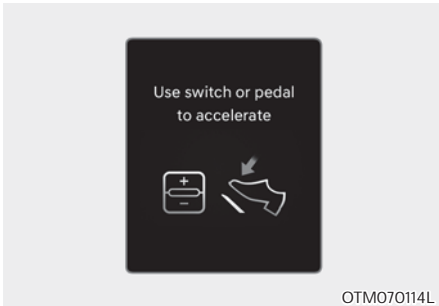 Use switch or pedal
to accelerate
+
−
OTM070114L